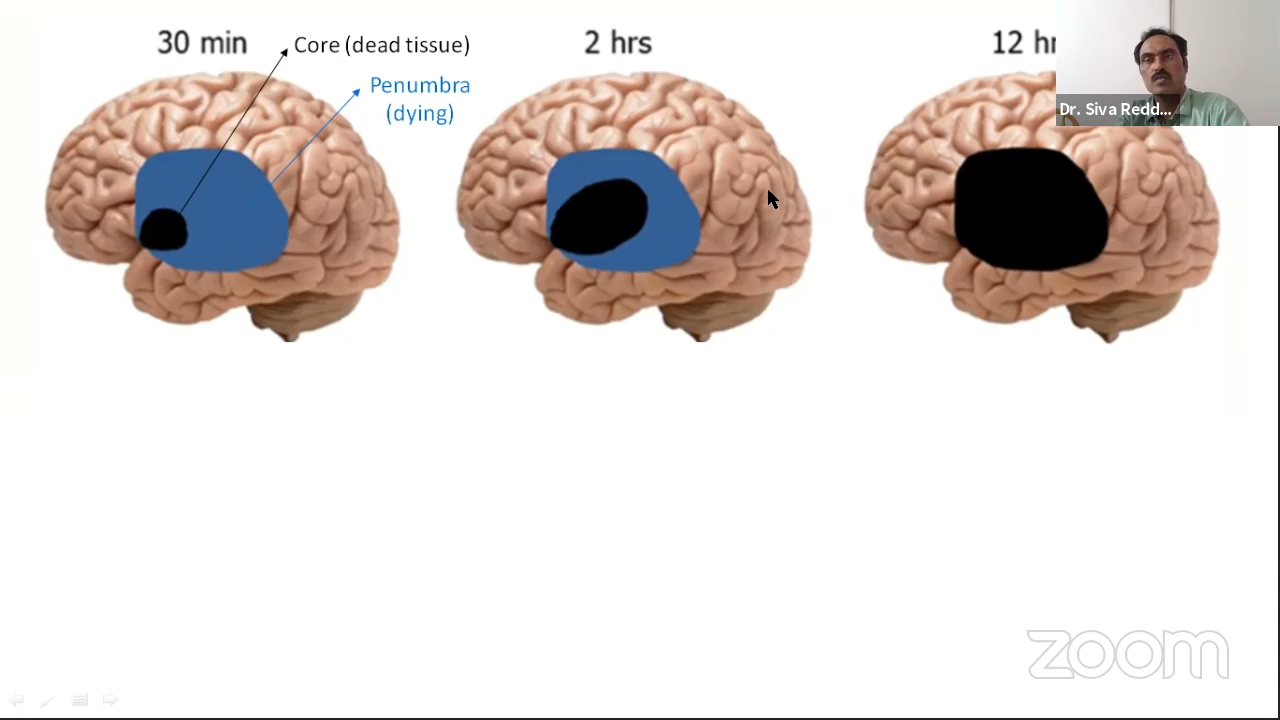 30 min
Core (dead tissue)
Penumbra
(dying)
2 hrs
12 hr
Dr. Siva Redd...
zoom